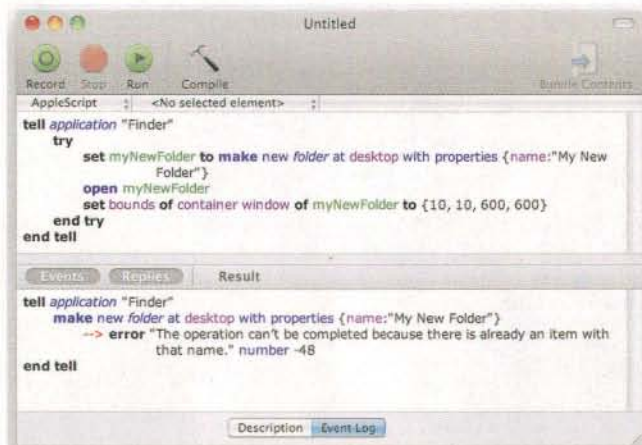 Untitled
Record Stop Run Compile Bundle Contents
AppleScript <No selected element>
tell application "Finder"
try
set myNewFolder to make new folder at desktop with properties {name:"My New
Folder"}
open myNewFolder
set bounds of container window of myNewFolder to {10, 10, 600, 600}
end try
end tell
Events Replies Result
tell application "Finder"
make new folder at desktop with properties {name:"My New Folder"}
--> error "The operation can't be completed because there is already an item with
that name." number -48
end tell
Description Event Log